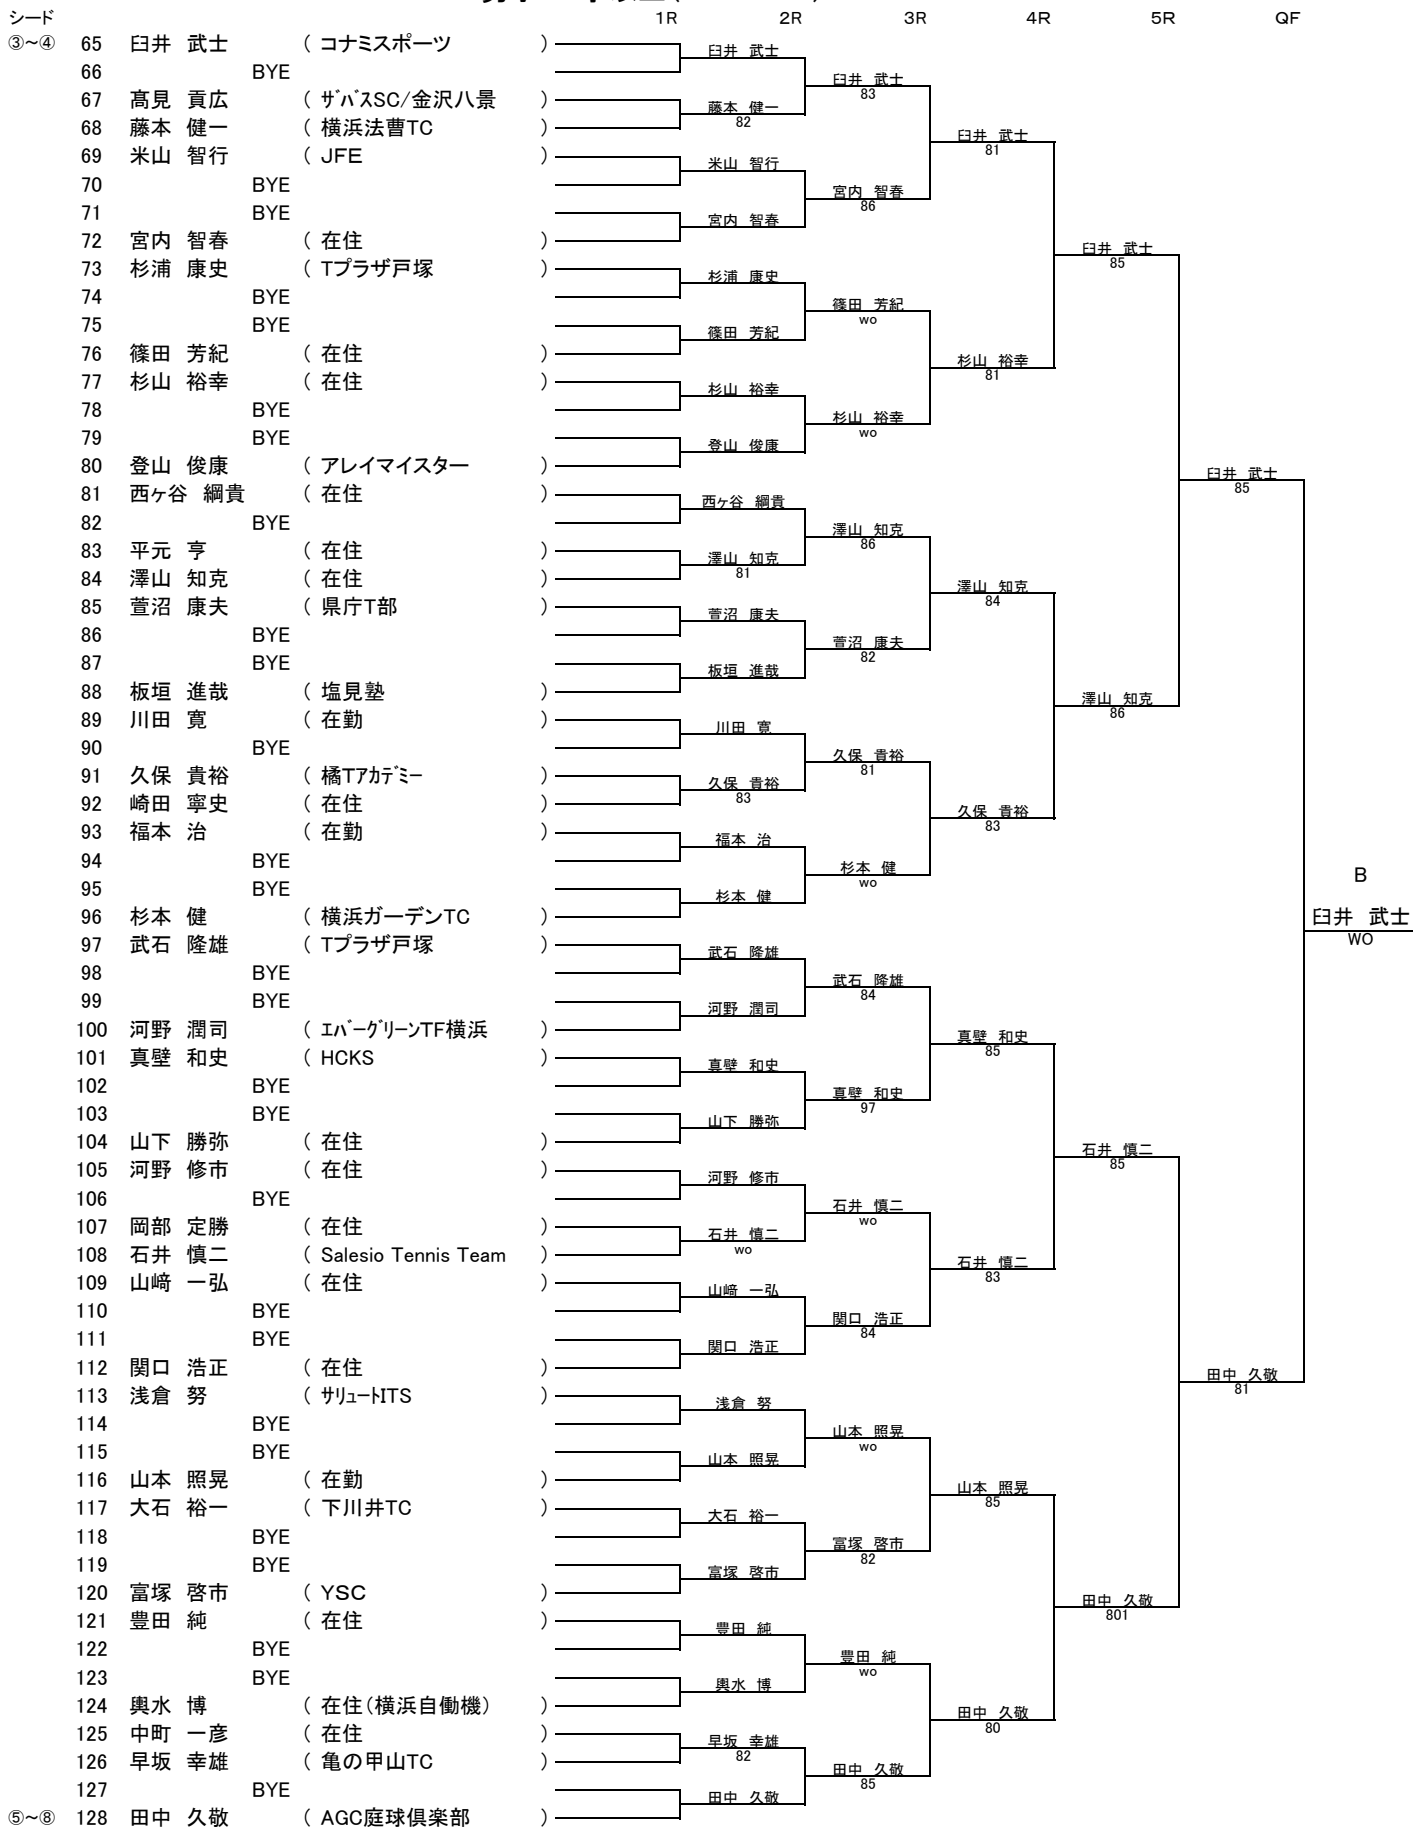 シード 1R 2R 3R 4R 5R QF
③~④ 65 臼井 武士 ( コナミスポーツ )
66 BYE
67 髙見 貢広 ( ｻﾞﾊﾞｽSC/金沢八景 )
68 藤本 健一 ( 横浜法曹TC )
69 米山 智行 ( JFE )
70 BYE
71 BYE
72 宮内 智春 ( 在住 )
73 杉浦 康史 ( Tプラザ戸塚 )
74 BYE
75 BYE
76 篠田 芳紀 ( 在住 )
77 杉山 裕幸 ( 在住 )
78 BYE
79 BYE
80 登山 俊康 ( アレイマイスター )
81 西ヶ谷 綱貴 ( 在住 )
82 BYE
83 平元 亨 ( 在住 )
84 澤山 知克 ( 在住 )
85 萱沼 康夫 ( 県庁T部 )
86 BYE
87 BYE
88 板垣 進哉 ( 塩見塾 )
89 川田 寛 ( 在勤 )
90 BYE
91 久保 貴裕 ( 橘Tｱｶﾃﾞﾐｰ )
92 崎田 寧史 ( 在住 )
93 福本 治 ( 在勤 )
94 BYE
95 BYE
96 杉本 健 ( 横浜ガーデンTC )
97 武石 隆雄 ( Tプラザ戸塚 )
98 BYE
99 BYE
100 河野 潤司 ( ｴﾊﾞｰｸﾞﾘｰﾝTF横浜 )
101 真壁 和史 ( HCKS )
102 BYE
103 BYE
104 山下 勝弥 ( 在住 )
105 河野 修市 ( 在住 )
106 BYE
107 岡部 定勝 ( 在住 )
108 石井 慎二 ( Salesio Tennis Team )
109 山﨑 一弘 ( 在住 )
110 BYE
111 BYE
112 関口 浩正 ( 在住 )
113 浅倉 努 ( ｻﾘｭｰﾄITS )
114 BYE
115 BYE
116 山本 照晃 ( 在勤 )
117 大石 裕一 ( 下川井TC )
118 BYE
119 BYE
120 富塚 啓市 ( YSC )
121 豊田 純 ( 在住 )
122 BYE
123 BYE
124 輿水 博 ( 在住(横浜自働機) )
125 中町 一彦 ( 在住 )
126 早坂 幸雄 ( 亀の甲山TC )
127 BYE
⑤~⑧ 128 田中 久敬 ( AGC庭球倶楽部 )
臼井 武士
藤本 健一
82
米山 智行
宮内 智春
杉浦 康史
篠田 芳紀
杉山 裕幸
登山 俊康
西ヶ谷 綱貴
澤山 知克
81
萱沼 康夫
板垣 進哉
川田 寛
久保 貴裕
83
福本 治
杉本 健
武石 隆雄
河野 潤司
真壁 和史
山下 勝弥
河野 修市
石井 慎二
wo
山﨑 一弘
関口 浩正
浅倉 努
山本 照晃
大石 裕一
富塚 啓市
豊田 純
輿水 博
早坂 幸雄
82
田中 久敬
臼井 武士
83
宮内 智春
86
篠田 芳紀
wo
杉山 裕幸
wo
澤山 知克
86
萱沼 康夫
82
久保 貴裕
81
杉本 健
wo
武石 隆雄
84
真壁 和史
97
石井 慎二
wo
関口 浩正
84
山本 照晃
wo
富塚 啓市
82
豊田 純
wo
田中 久敬
85
臼井 武士
81
杉山 裕幸
81
澤山 知克
84
久保 貴裕
83
真壁 和史
85
石井 慎二
83
山本 照晃
85
田中 久敬
80
臼井 武士
85
澤山 知克
86
石井 慎二
85
田中 久敬
801
臼井 武士
85
田中 久敬
81
B
臼井 武士
WO